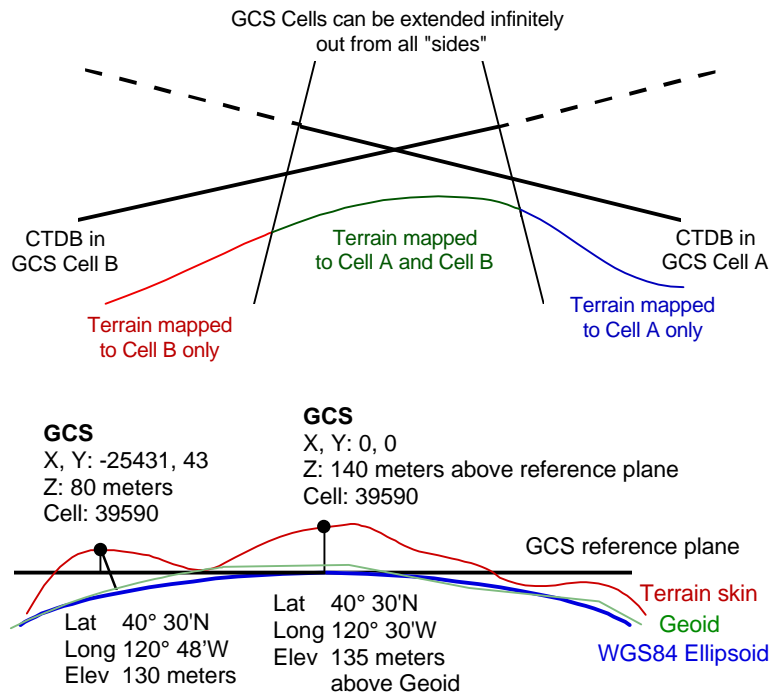 GCS Cells can be extended infinitely
out from all "sides"
CTDB in
GCS Cell B
Terrain mapped
to Cell A and Cell B
CTDB in
GCS Cell A
Terrain mapped
to Cell B only
Terrain mapped
to Cell A only
GCS
X, Y: -25431, 43
Z: 80 meters
Cell: 39590
GCS
X, Y: 0, 0
Z: 140 meters above reference plane
Cell: 39590
GCS reference plane
Terrain skin
Geoid
WGS84 Ellipsoid
Lat 40° 30'N
Long 120° 48'W
Elev 130 meters
Lat 40° 30'N
Long 120° 30'W
Elev 135 meters
above Geoid